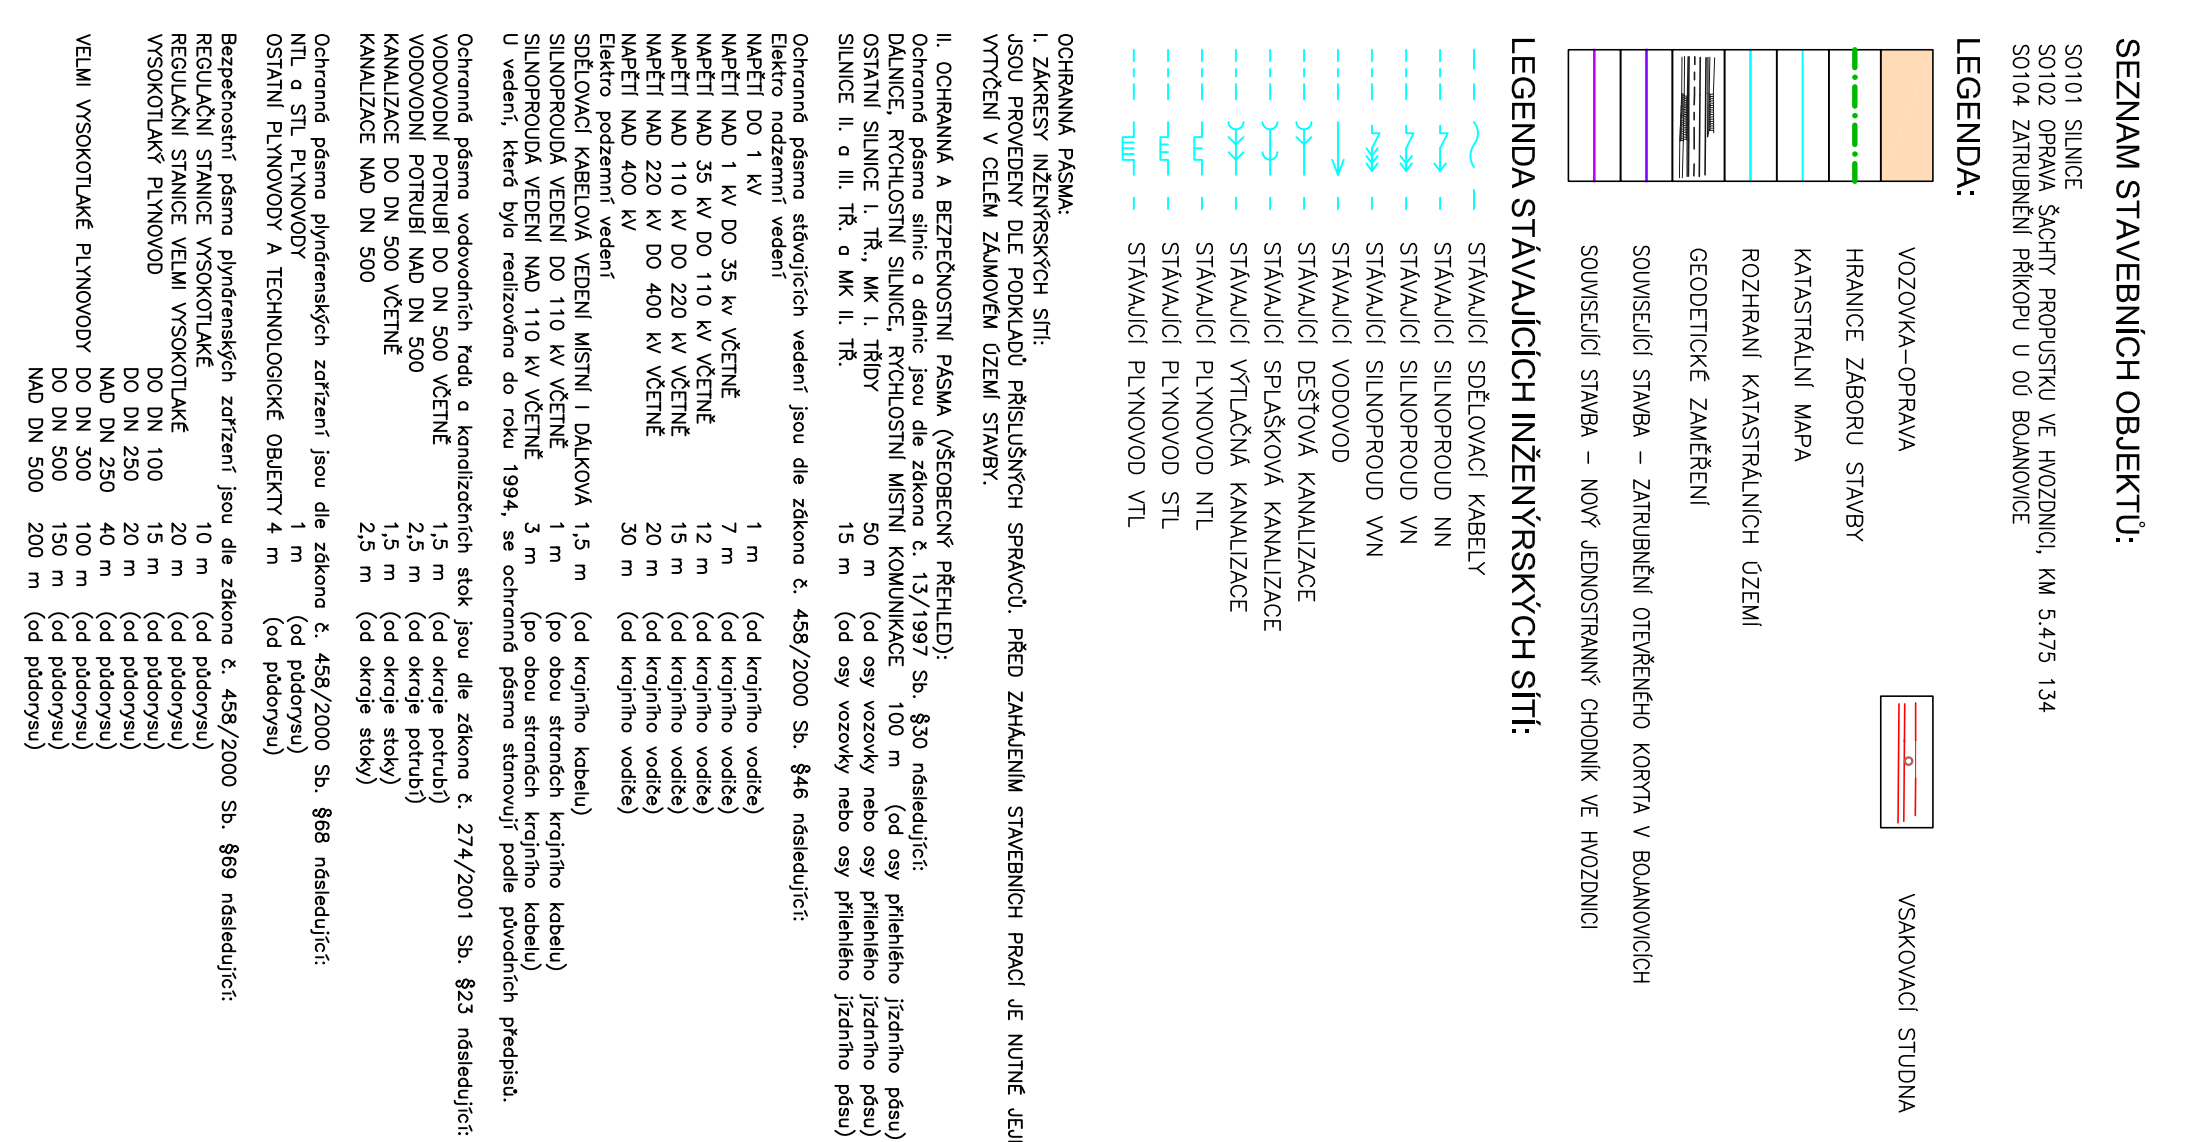 SEZNAM STAVEBNÍCH OBJEKTŮ:
SO101 SILNICE
SO102 OPRAVA ŠACHTY PROPUSTKU VE HVOZDNICI, KM 5.475 134
SO104 ZATRUBNĚNÍ PŘÍKOPU U OÚ BOJANOVICE
LEGENDA:
VOZOVKA–OPRAVA VSAKOVACÍ STUDNA
HRANICE ZÁBORU STAVBY
KATASTRÁLNÍ MAPA
ROZHRANÍ KATASTRÁLNÍCH ÚZEMÍ
GEODETICKÉ ZAMĚŘENÍ
SOUVISEJÍCÍ STAVBA – ZATRUBNĚNÍ OTEVŘENÉHO KORYTA V BOJANOVICÍCH
SOUVISEJÍCÍ STAVBA – NOVÝ JEDNOSTRANNÝ CHODNÍK VE HVOZDNICI
LEGENDA STÁVAJÍCÍCH INŽENÝRSKÝCH SÍTÍ:
STÁVAJÍCÍ SDĚLOVACÍ KABELY
STÁVAJÍCÍ SILNOPROUD NN
STÁVAJÍCÍ SILNOPROUD VN
STÁVAJÍCÍ SILNOPROUD VVN
STÁVAJÍCÍ VODOVOD
STÁVAJÍCÍ DEŠŤOVÁ KANALIZACE
STÁVAJÍCÍ SPLAŠKOVÁ KANALIZACE
STÁVAJÍCÍ VÝTLAČNÁ KANALIZACE
STÁVAJÍCÍ PLYNOVOD NTL
STÁVAJÍCÍ PLYNOVOD STL
STÁVAJÍCÍ PLYNOVOD VTL
OCHRANNÁ PÁSMA:
I. ZÁKRESY INŽENÝRSKÝCH SÍTÍ:
JSOU PROVEDENY DLE PODKLADŮ PŘÍSLUŠNÝCH SPRÁVCŮ. PŘED ZAHÁJENÍM STAVEBNÍCH PRACÍ JE NUTNÉ
VYTYČENÍ V CELÉM ZÁJMOVÉM ÚZEMÍ STAVBY.
II. OCHRANNÁ A BEZPEČNOSTNÍ PÁSMA (VŠEOBECNÝ PŘEHLED):
Ochranná pásma silnic a dálnic jsou dle zákona č. 13/1997 Sb. §30 následující:
DÁLNICE, RYCHLOSTNÍ SILNICE, RYCHLOSTNÍ MÍSTNÍ KOMUNIKACE 100 m (od osy přilehlého jízdního pásu)
OSTATNÍ SILNICE I. TŘ., MK I. TŘÍDY 50 m (od osy vozovky nebo osy přilehlého jízdního pásu)
SILNICE II. a III. TŘ. a MK II. TŘ. 15 m (od osy vozovky nebo osy přilehlého jízdního pásu)
Ochranná pásma stávajících vedení jsou dle zákona č. 458/2000 Sb. §46 následující:
Elektro nadzemní vedení
NAPĚTÍ DO 1 kV 1 m (od krajního vodiče)
NAPĚTÍ NAD 1 kV DO 35 kv VČETNĚ 7 m (od krajního vodiče)
NAPĚTÍ NAD 35 kV DO 110 kV VČETNĚ 12 m (od krajního vodiče)
NAPĚTÍ NAD 110 kV DO 220 kV VČETNĚ 15 m (od krajního vodiče)
NAPĚTÍ NAD 220 kV DO 400 kV VČETNĚ 20 m (od krajního vodiče)
NAPĚTÍ NAD 400 kV 30 m (od krajního vodiče)
Elektro podzemní vedení
SDĚLOVACÍ KABELOVÁ VEDENÍ MÍSTNÍ I DÁLKOVÁ 1,5 m (od krajního kabelu)
SILNOPROUDÁ VEDENÍ DO 110 kV VČETNĚ 1 m (po obou stranách krajního kabelu)
SILNOPROUDÁ VEDENÍ NAD 110 kV VČETNĚ 3 m (po obou stranách krajního kabelu)
U vedení, která byla realizována do roku 1994, se ochranná pásma stanovují podle původních předpisů.
Ochranná pásma vodovodních řadů a kanalizačních stok jsou dle zákona č. 274/2001 Sb. §23 následující:
VODOVODNÍ POTRUBÍ DO DN 500 VČETNĚ 1,5 m (od okraje potrubí)
VODOVODNÍ POTRUBÍ NAD DN 500 2,5 m (od okraje potrubí)
KANALIZACE DO DN 500 VČETNĚ 1,5 m (od okraje stoky)
KANALIZACE NAD DN 500 2,5 m (od okraje stoky)
Ochranná pásma plynárenských zařízení jsou dle zákona č. 458/2000 Sb. §68 následující:
NTL a STL PLYNOVODY 1 m (od půdorysu)
OSTATNÍ PLYNOVODY A TECHNOLOGICKÉ OBJEKTY 4 m (od půdorysu)
Bezpečnostní pásma plynárenských zařízení jsou dle zákona č. 458/2000 Sb. §69 následující:
REGULAČNÍ STANICE VYSOKOTLAKÉ 10 m (od půdorysu)
REGULAČNÍ STANICE VELMI VYSOKOTLAKÉ 20 m (od půdorysu)
VYSOKOTLAKÝ PLYNOVOD DO DN 100 15 m (od půdorysu)
DO DN 250 20 m (od půdorysu)
NAD DN 250 40 m (od půdorysu)
VELMI VYSOKOTLAKÉ PLYNOVODY DO DN 300 100 m (od půdorysu)
DO DN 500 150 m (od půdorysu)
NAD DN 500 200 m (od půdorysu)